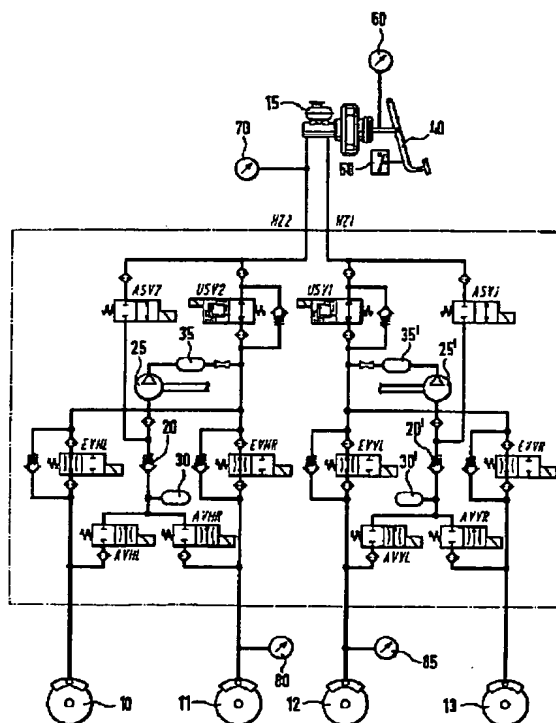 60
15
40
70
50
HZ2 HZ1
ASV2 USV2 USV1 ASV1
35 35'
25 25'
20 20'
EVHL EVHR EVVL EVVR
30 30'
AVHL AVHR AVVL AVVR
80 85
10 11 12 13